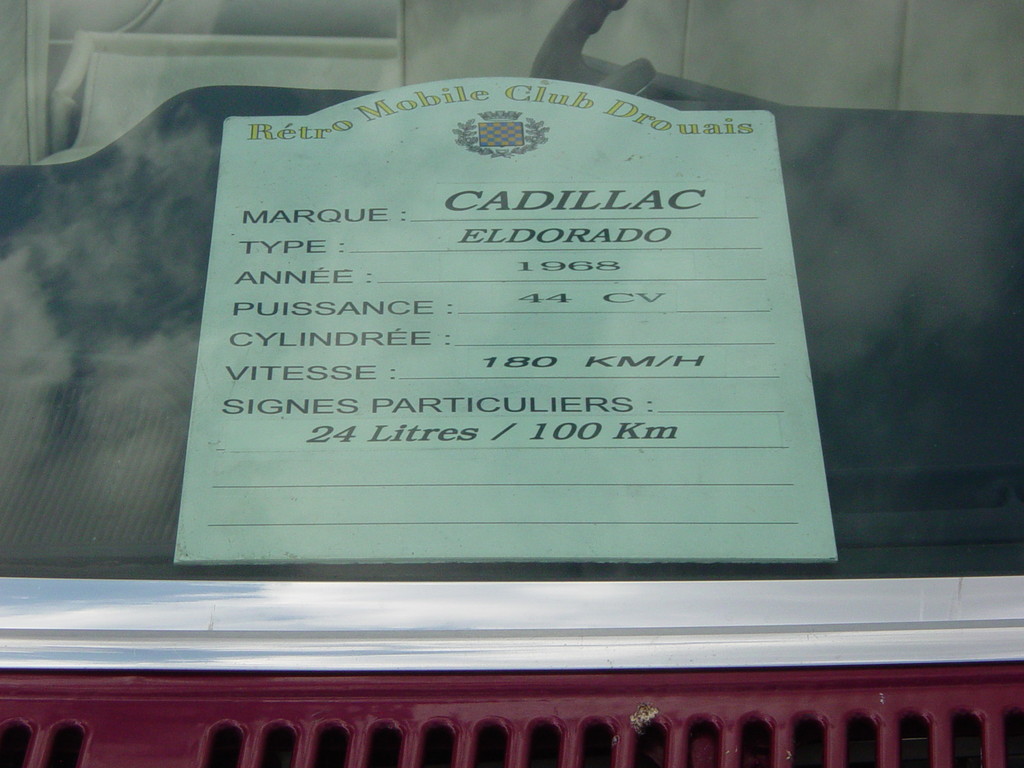 Rétro Mobile Club Drouais
MARQUE : CADILLAC
TYPE : ELDORADO
ANNÉE : 1968
PUISSANCE : 44 CV
CYLINDRÉE :
VITESSE : 180 KM/H
SIGNES PARTICULIERS :
24 Litres / 100 Km